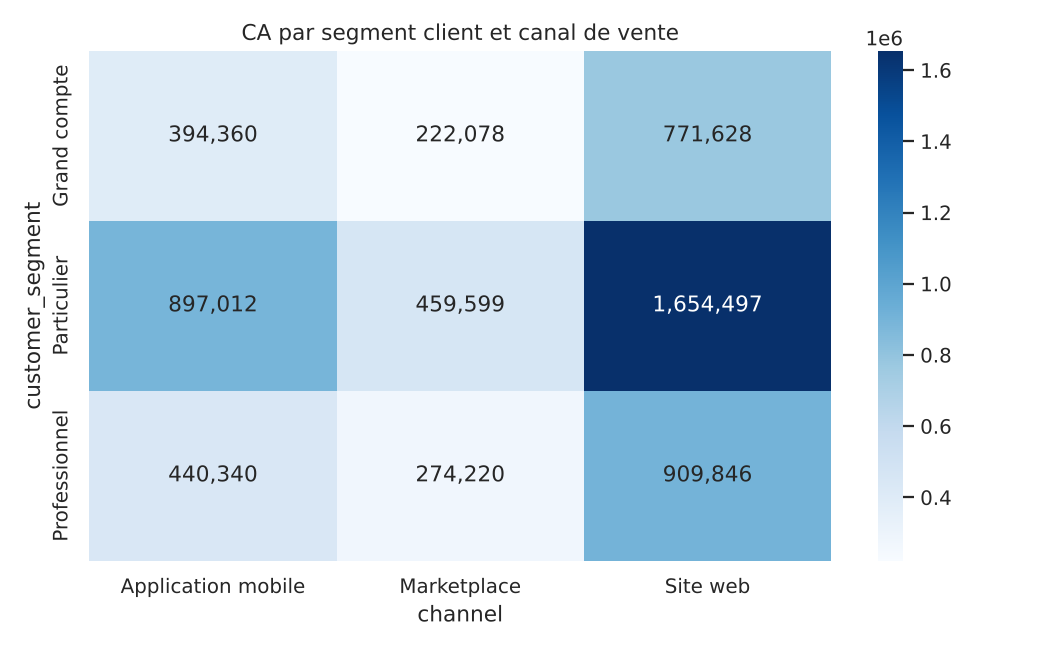 CA par segment client et canal de vente
1e6
customer_segment
Grand compte
394,360
222,078
771,628
Particulier
897,012
459,599
1,654,497
Professionnel
440,340
274,220
909,846
Application mobile
Marketplace
Site web
channel
1.6
1.4
1.2
1.0
0.8
0.6
0.4